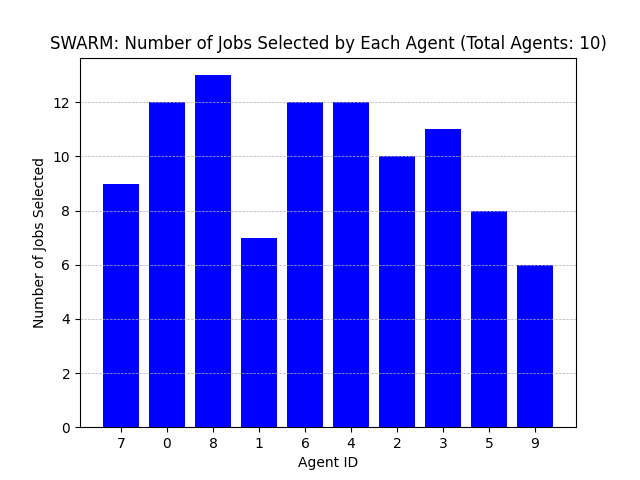 SWARM: Number of Jobs Selected by Each Agent (Total Agents: 10)
Number of Jobs Selected
12
10
8
6
4
2
0
7 0 8 1 6 4 2 3 5 9
Agent ID